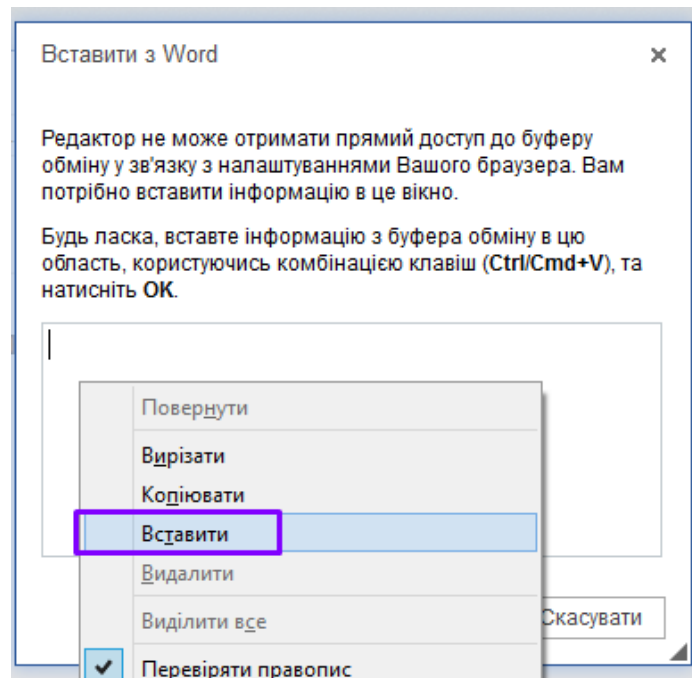 Вставити з Word
Редактор не може отримати прямий доступ до буферу
обміну у зв'язку з налаштуваннями Вашого браузера. Вам
потрібно вставити інформацію в це вікно.
Будь ласка, вставте інформацію з буфера обміну в цю
область, користуючись комбінацією клавіш (Ctrl/Cmd+V), та
натисніть OK.
Повернути
Вирізати
Копіювати
Вставити
Видалити
Виділити все
Скасувати
Перевіряти правопис